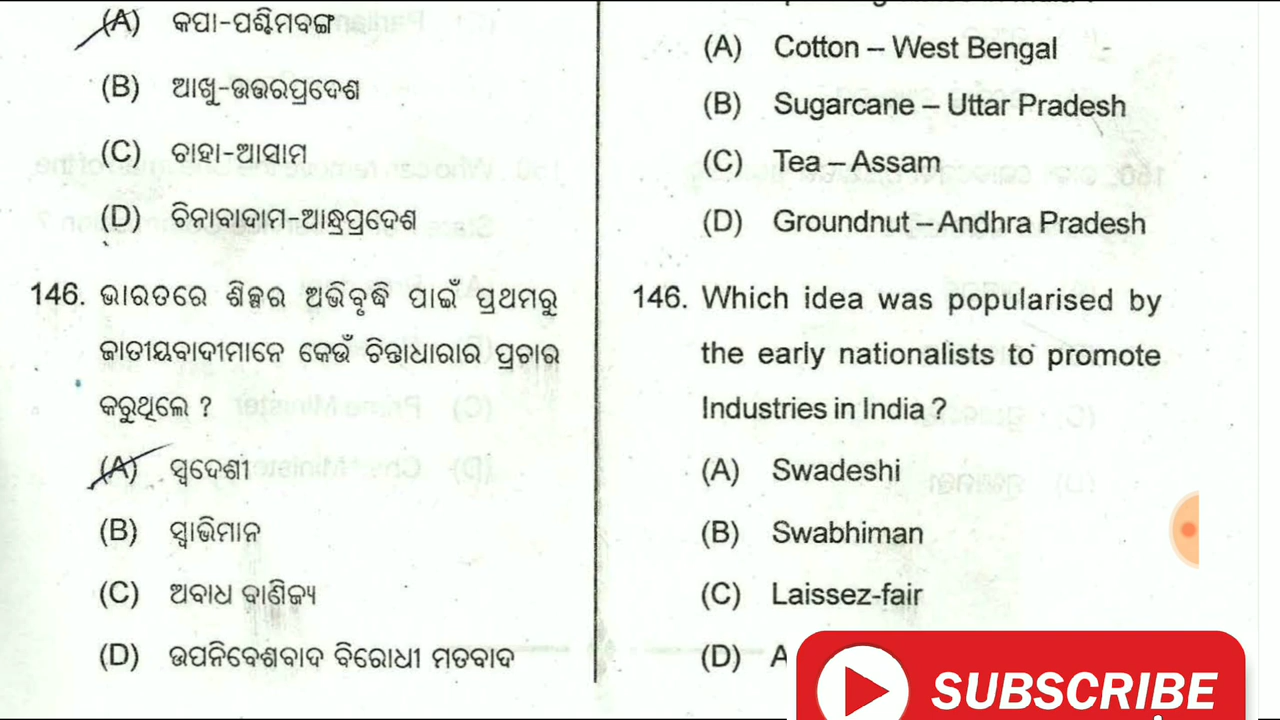 (A) କପା-ପଶ୍ଚିମବଙ୍ଗ
(B) ଆଖୁ-ଉତ୍ତରପ୍ରଦେଶ
(C) ଚାହା-ଆସାମ
(D) ଚିନାବାଦାମ-ଆନ୍ଧ୍ରପ୍ରଦେଶ
146. ଭାରତରେ ଶିଳ୍ପର ଅଭିବୃଦ୍ଧି ପାଇଁ ପ୍ରଥମରୁ
ଜାତୀୟବାଦୀମାନେ କେଉଁ ଚିନ୍ତାଧାରାର ପ୍ରଚାର
କରୁଥିଲେ ?
(A) ସ୍ୱଦେଶୀ
(B) ସ୍ୱାଭିମାନ
(C) ଅବାଧ ବାଣିଜ୍ୟ
(D) ଉପନିବେଶବାଦ ବିରୋଧୀ ମତବାଦ
(A) Cotton – West Bengal
(B) Sugarcane – Uttar Pradesh
(C) Tea – Assam
(D) Groundnut – Andhra Pradesh
146. Which idea was popularised by
the early nationalists to promote
Industries in India ?
(A) Swadeshi
(B) Swabhiman
(C) Laissez-fair
(D) A
SUBSCRIBE